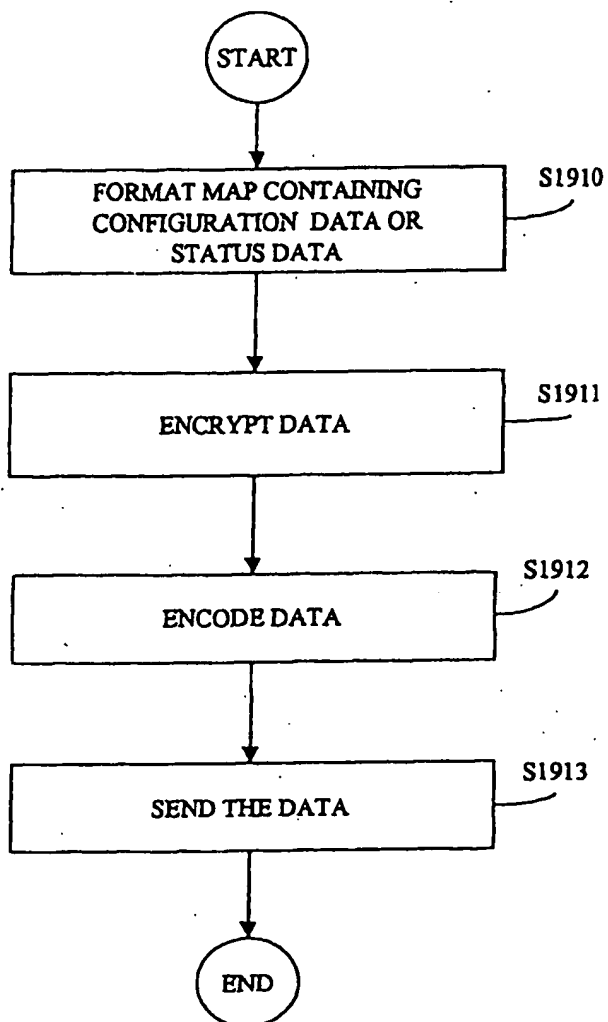 START
FORMAT MAP CONTAINING
CONFIGURATION DATA OR
STATUS DATA
S1910
ENCRYPT DATA
S1911
ENCODE DATA
S1912
SEND THE DATA
S1913
END